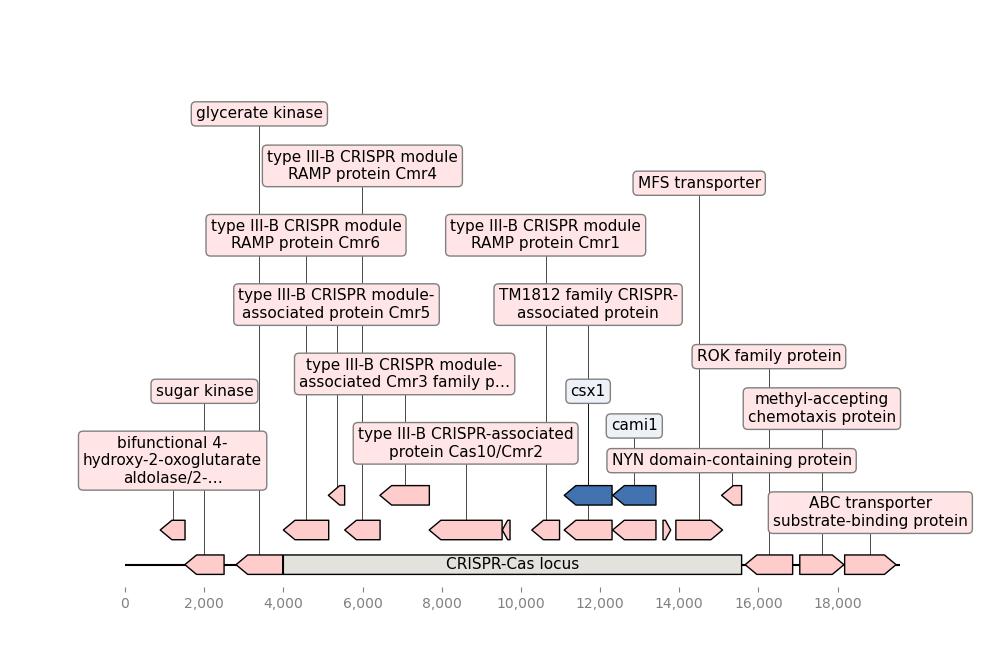 glycerate kinase
type III-B CRISPR module
RAMP protein Cmr4
MFS transporter
type III-B CRISPR module
RAMP protein Cmr6
type III-B CRISPR module
RAMP protein Cmr1
type III-B CRISPR module-
associated protein Cmr5
TM1812 family CRISPR-
associated protein
ROK family protein
type III-B CRISPR module-
associated Cmr3 family p…
sugar kinase
csx1
methyl-accepting
chemotaxis protein
cami1
bifunctional 4-
hydroxy-2-oxoglutarate
aldolase/2-…
type III-B CRISPR-associated
protein Cas10/Cmr2
NYN domain-containing protein
ABC transporter
substrate-binding protein
CRISPR-Cas locus
0 2,000 4,000 6,000 8,000 10,000 12,000 14,000 16,000 18,000